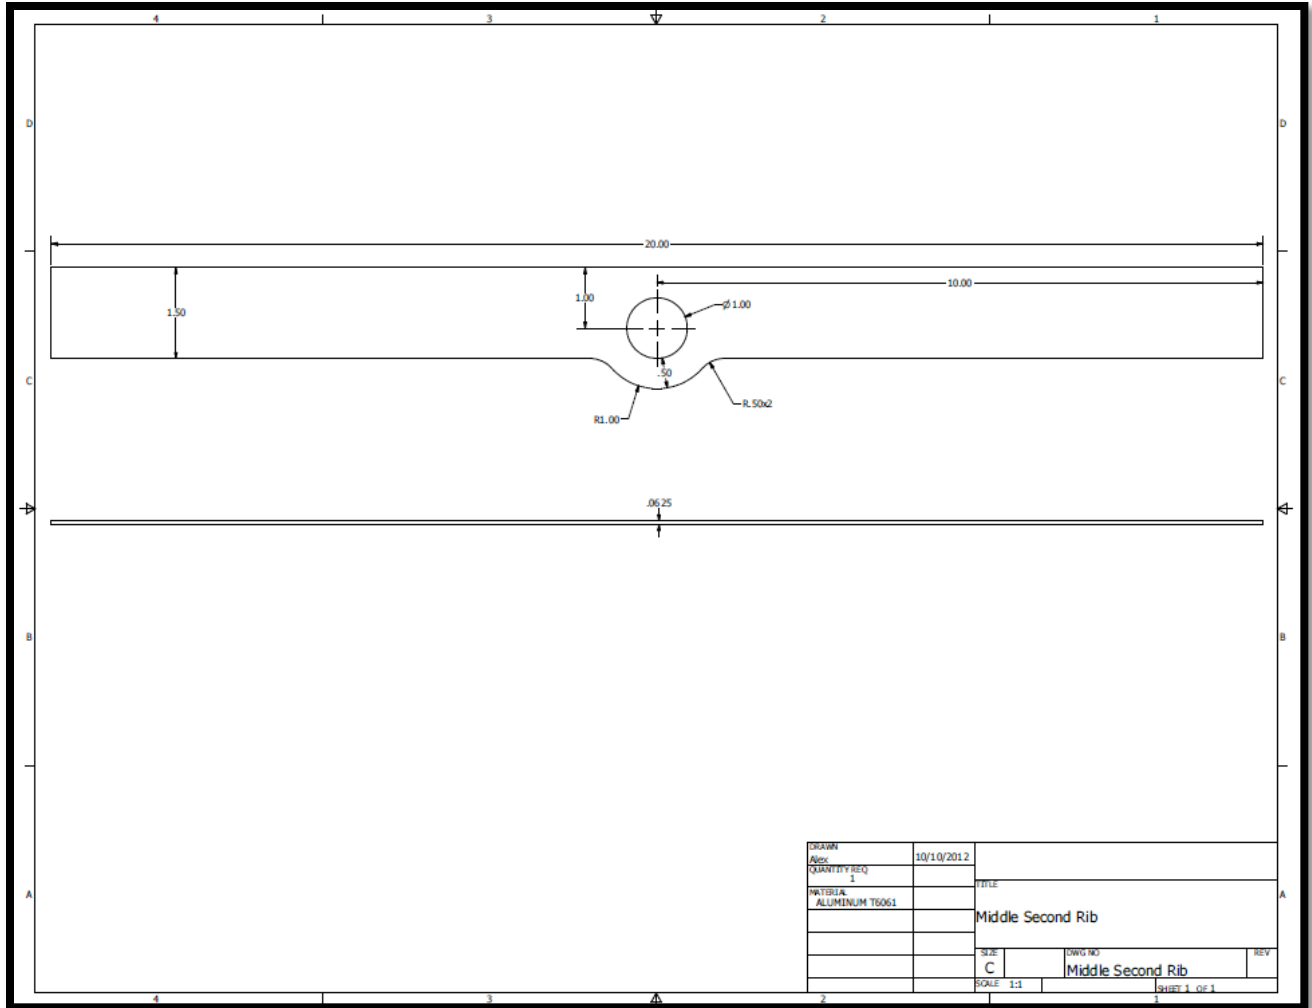 4 3 2 1
D D
20.00
10.00
1.00
Ø1.00
1.50
C C
.50
R.50x2
R1.00
.0625
B B
DRAWN
Alex 10/10/2012
QUANTITY REQ
1
TITLE
A A
MATERIAL
ALUMINUM T6061
Middle Second Rib
SIZE DWG NO REV
C Middle Second Rib
SCALE 1:1 SHEET 1 OF 1
4 3 2 1